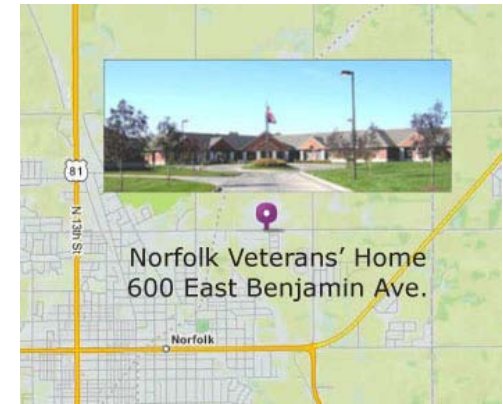 81
N 13th St
Norfolk Veterans' Home
600 East Benjamin Ave.
Norfolk